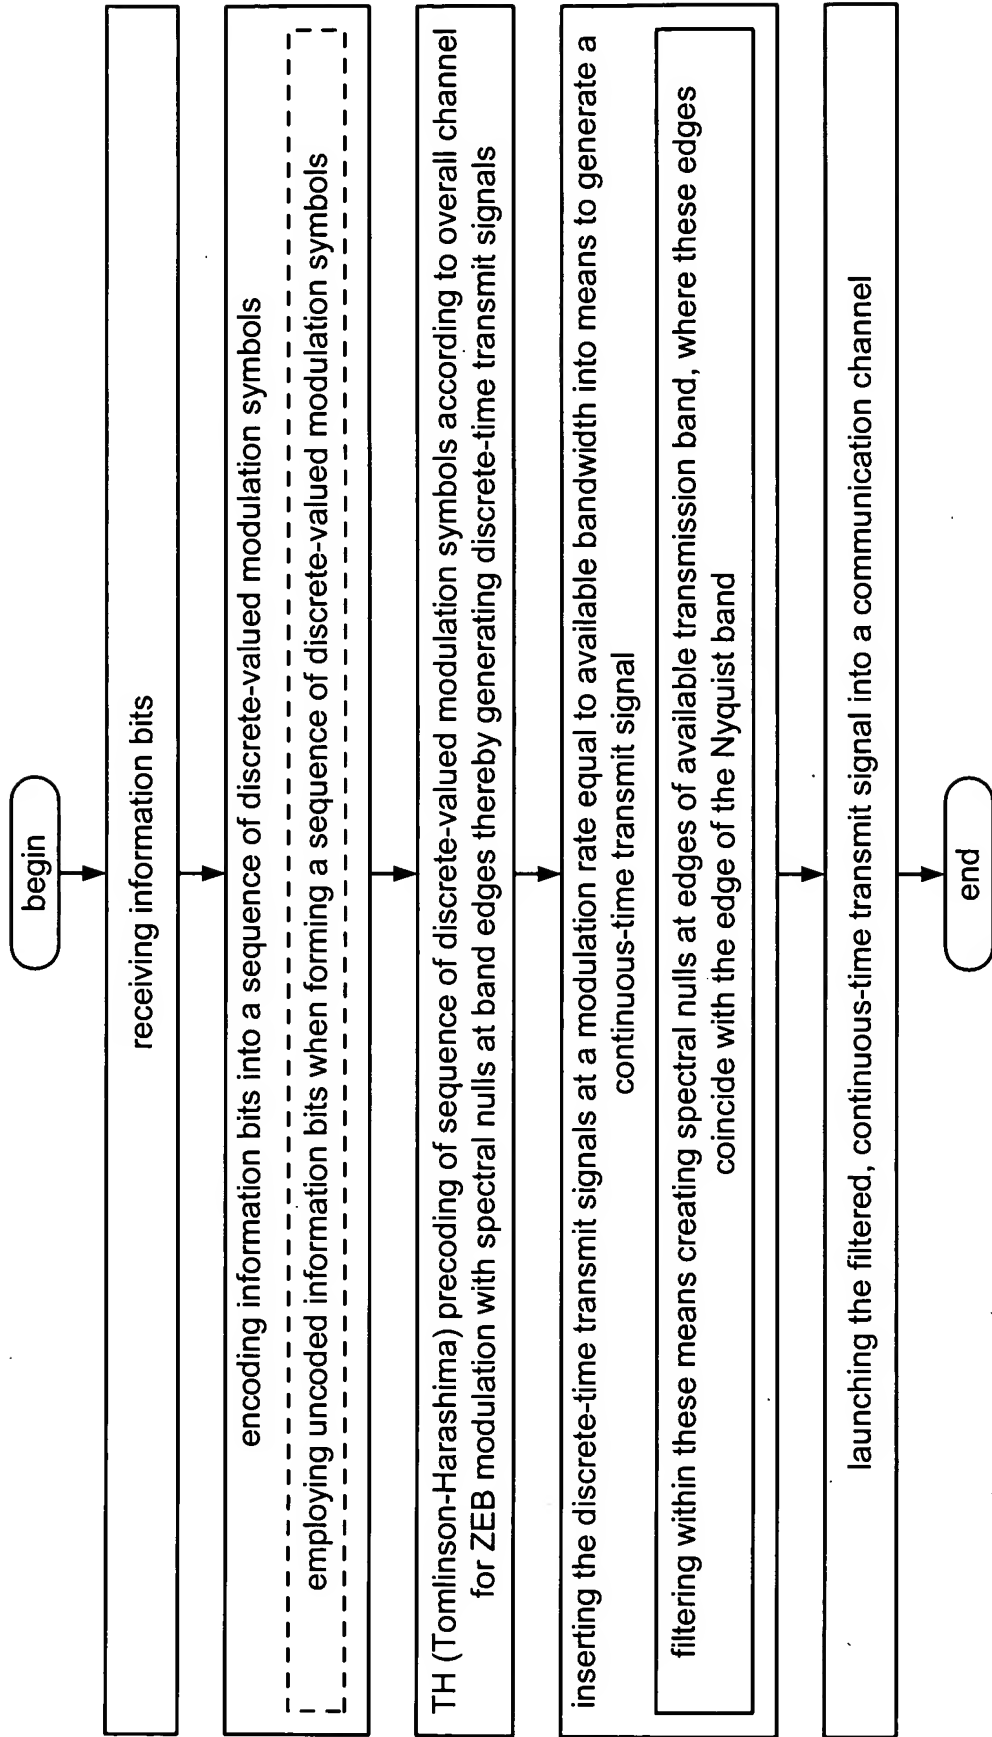 begin
receiving information bits
encoding information bits into a sequence of discrete-valued modulation symbols
employing uncoded information bits when forming a sequence of discrete-valued modulation symbols
TH (Tomlinson-Harashima) precoding of sequence of discrete-valued modulation symbols according to overall channel
for ZEB modulation with spectral nulls at band edges thereby generating discrete-time transmit signals
inserting the discrete-time transmit signals at a modulation rate equal to available bandwidth into means to generate a
continuous-time transmit signal
filtering within these means creating spectral nulls at edges of available transmission band, where these edges
coincide with the edge of the Nyquist band
launching the filtered, continuous-time transmit signal into a communication channel
end